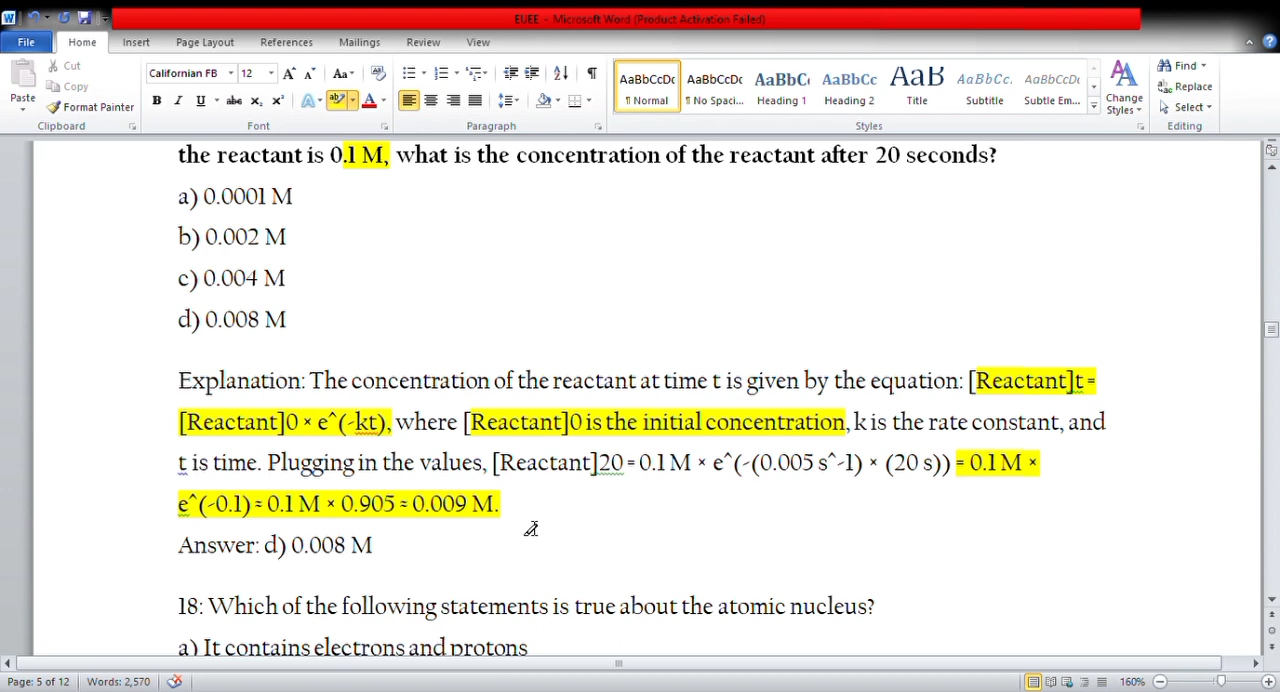 EUEE - Microsoft Word (Product Activation Failed)
File Home Insert Page Layout References Mailings Review View
Cut
Copy
Format Painter
Paste
Clipboard
Californian FB 12
Font
Paragraph
AaBbCcDc AaBbCcDc AaBbC AaBbCc AaB AaBbCc. AaBbCcDt
¶ Normal ¶ No Spaci... Heading 1 Heading 2 Title Subtitle Subtle Em...
Styles
Change Styles
Find
Replace
Select
Editing
the reactant is 0.1 M, what is the concentration of the reactant after 20 seconds?
a) 0.0001 M
b) 0.002 M
c) 0.004 M
d) 0.008 M
Explanation: The concentration of the reactant at time t is given by the equation: [Reactant]t =
[Reactant]0 × e^(-kt), where [Reactant]0 is the initial concentration, k is the rate constant, and
t is time. Plugging in the values, [Reactant]20 = 0.1 M × e^(-(0.005 s^-1) × (20 s)) = 0.1 M ×
e^(-0.1) ≈ 0.1 M × 0.905 ≈ 0.009 M.
Answer: d) 0.008 M
18: Which of the following statements is true about the atomic nucleus?
a) It contains electrons and protons
Page: 5 of 12 Words: 2,570 160%